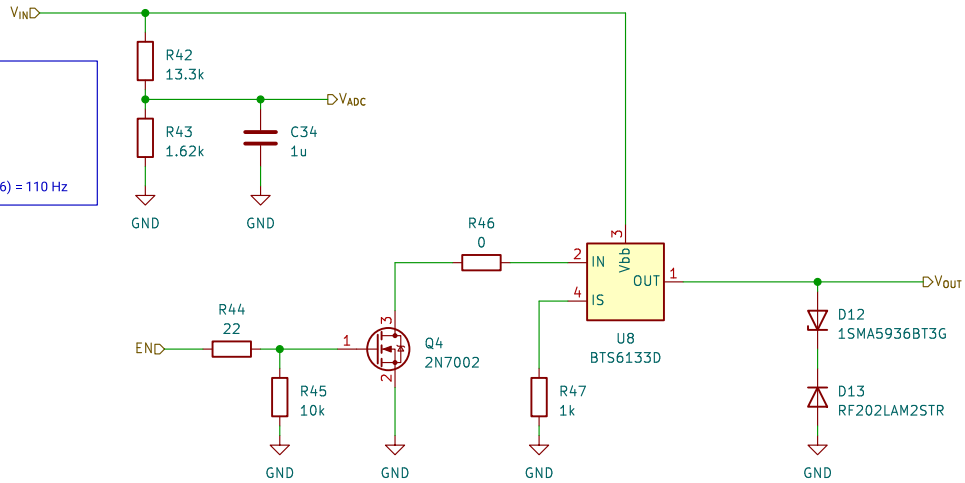 VIN
R42
13.3k
VADC
R43
1.62k
C34
1u
6) = 110 Hz
GND
GND
R46
0
3
2
IN
Vbb
OUT
1
4
IS
VOUT
R44
22
EN
3
1
2
Q4
2N7002
U8
BTS6133D
D12
1SMA5936BT3G
R45
10k
R47
1k
D13
RF202LAM2STR
GND
GND
GND
GND